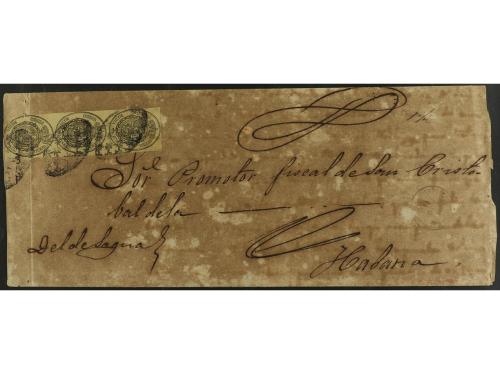 Sor. Promotor fiscal de San Cristo
bal de la
Del de Sagua
Habana.